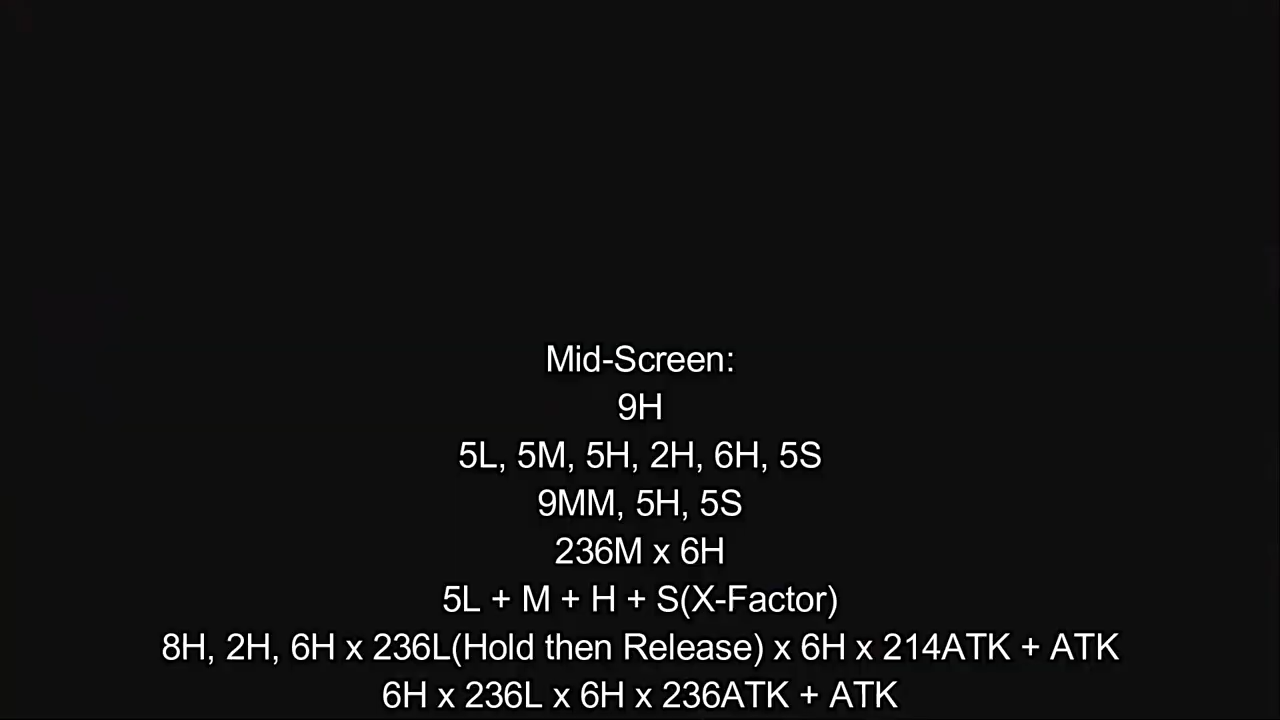 Mid-Screen:
9H
5L, 5M, 5H, 2H, 6H, 5S
9MM, 5H, 5S
236M x 6H
5L + M + H + S(X-Factor)
8H, 2H, 6H x 236L(Hold then Release) x 6H x 214ATK + ATK
6H x 236L x 6H x 236ATK + ATK